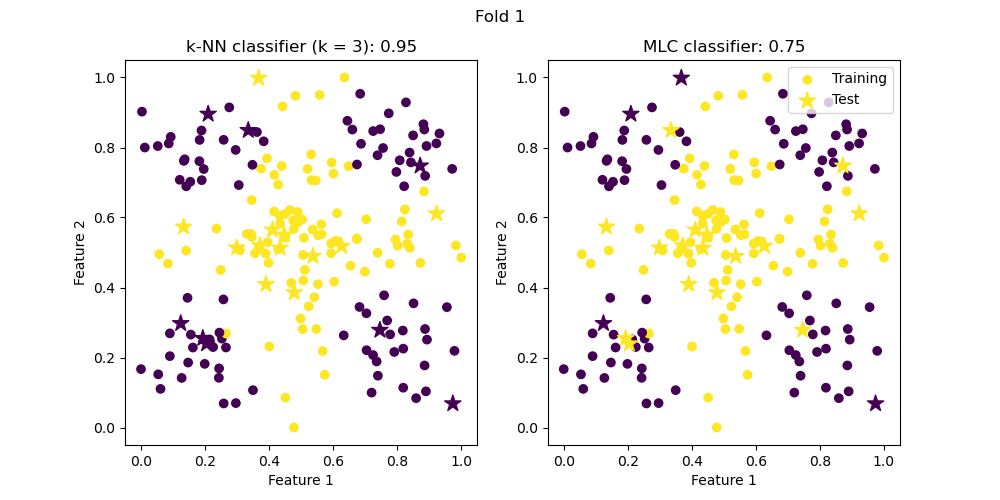 Fold 1
k-NN classifier (k = 3): 0.95
MLC classifier: 0.75
1.0
0.8
0.6
0.4
0.2
0.0
Feature 2
0.0 0.2 0.4 0.6 0.8 1.0
Feature 1
1.0
0.8
0.6
0.4
0.2
0.0
Feature 2
0.0 0.2 0.4 0.6 0.8 1.0
Feature 1
Training
Test